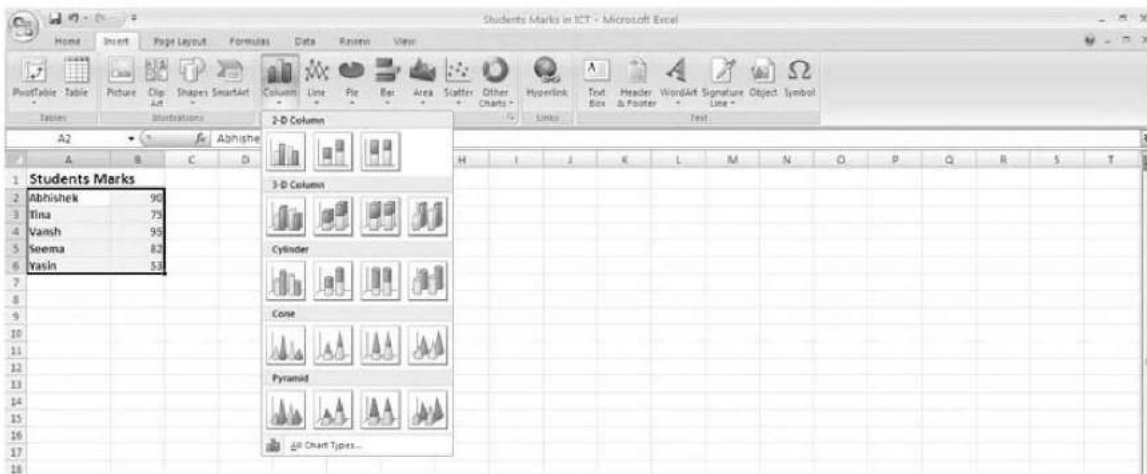 Students Marks in ICT - Microsoft Excel
Home Insert Page Layout Formulas Data Review View
PivotTable Table Picture Clip Art Shapes SmartArt Column Line Pie Bar Area Scatter Other Charts Hyperlink Text Box Header & Footer WordArt Signature Line Object Symbol
Tables Illustrations Links Text
A2 fx Abhishe
2-D Column
A B C D H I J K L M N O P Q R S T
1 Students Marks
2 Abhishek 90
3 Tina 75
4 Vansh 95
5 Seema 82
6 Yasin 53
7
8
9
10
11
12
13
14
15
16
17
18
3-D Column
Cylinder
Cone
Pyramid
All Chart Types...